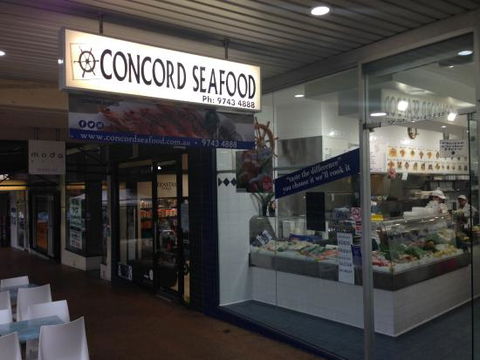 CONCORD SEAFOOD
Ph: 9743 4888
www.concordseafood.com.au • 9743 4888
moda
"taste the difference"
you choose it we'll cook it